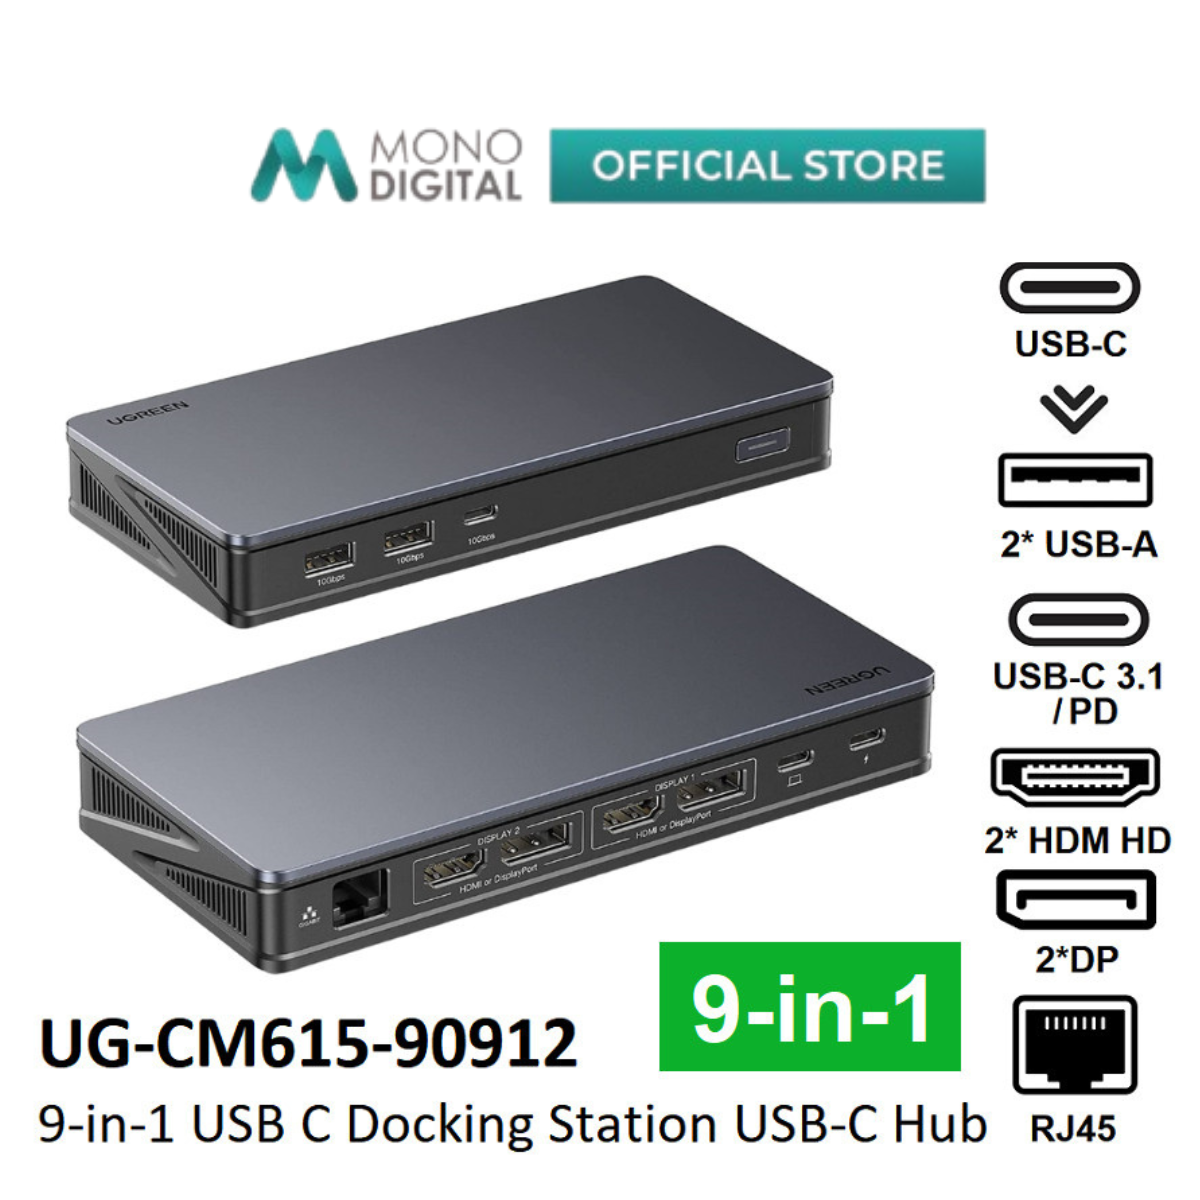 MONO
DIGITAL
OFFICIAL STORE
USB-C
UGREEN
10Gbps
10Gbps
10Gbps
2* USB-A
USB-C 3.1
/PD
UGREEN
DISPLAY 2
HDMI or DisplayPort
DISPLAY 1
HDMI or DisplayPort
GIGABIT
2* HDM HD
2*DP
9-in-1
UG-CM615-90912
9-in-1 USB C Docking Station USB-C Hub
RJ45